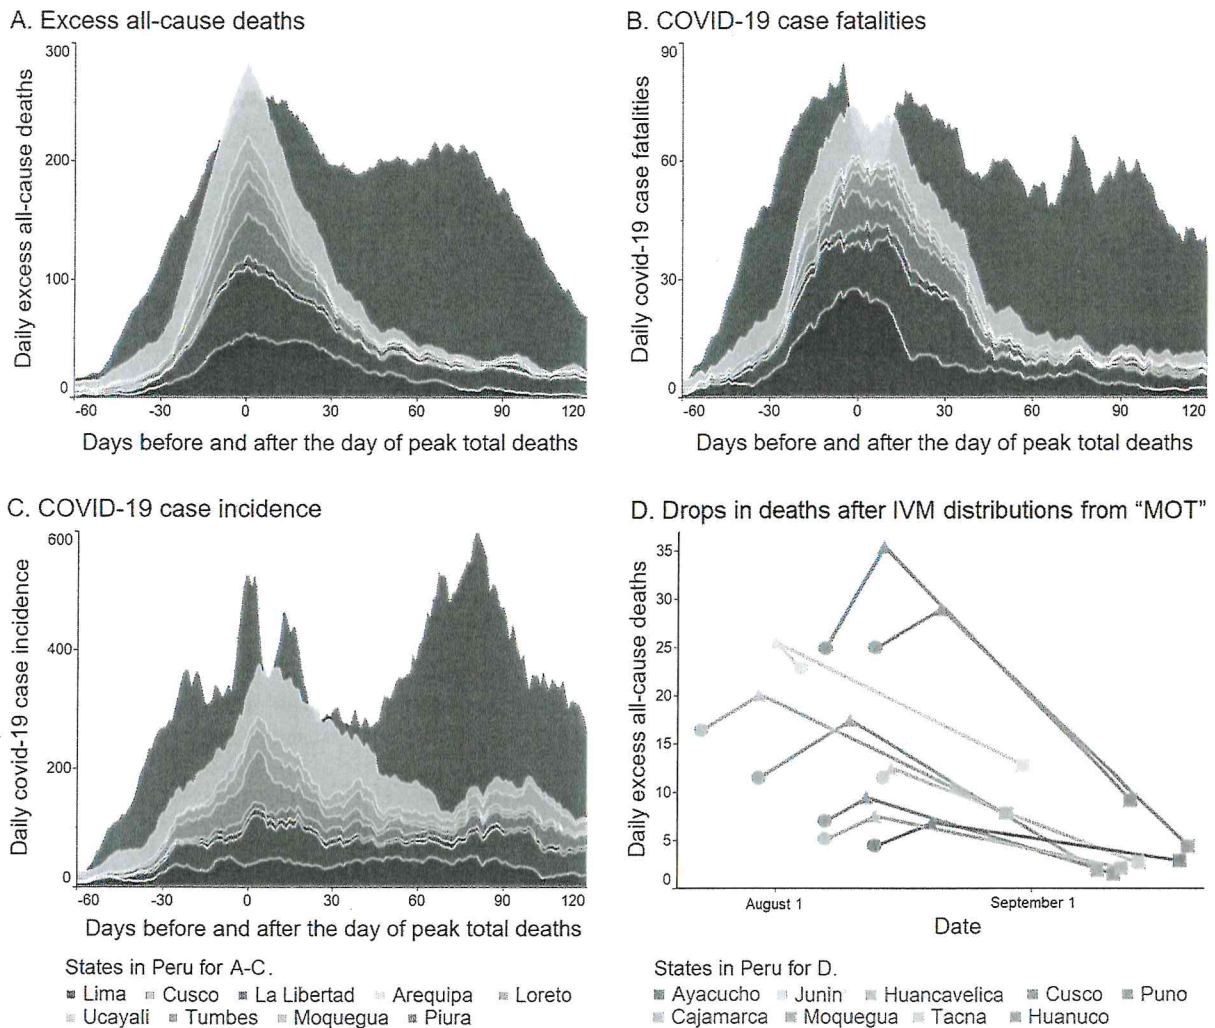 A. Excess all-cause deaths
300
200
100
0
Daily excess all-cause deaths
-60 -30 0 30 60 90 120
Days before and after the day of peak total deaths
B. COVID-19 case fatalities
90
60
30
0
Daily covid-19 case fatalities
-60 -30 0 30 60 90 120
Days before and after the day of peak total deaths
C. COVID-19 case incidence
600
400
200
0
Daily covid-19 case incidence
-60 -30 0 30 60 90 120
Days before and after the day of peak total deaths
States in Peru for A-C.
Lima Cusco La Libertad Arequipa Loreto
Ucayali Tumbes Moquegua Piura
D. Drops in deaths after IVM distributions from “MOT”
35
30
25
20
15
10
5
0
Daily excess all-cause deaths
August 1 September 1
Date
States in Peru for D.
Ayacucho Junin Huancavelica Cusco Puno
Cajamarca Moquegua Tacna Huanuco